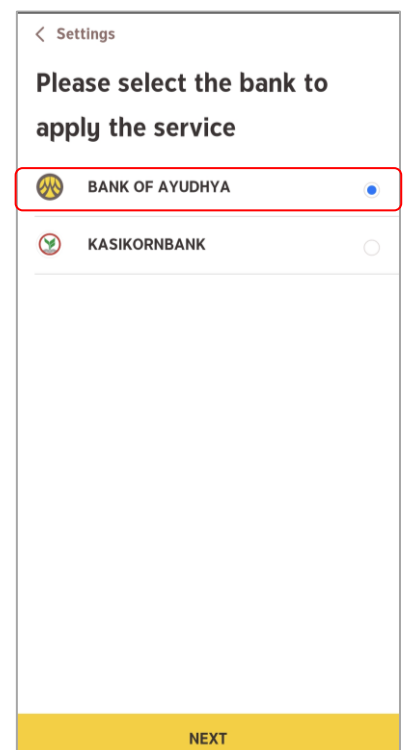 < Settings
Please select the bank to
apply the service
BANK OF AYUDHYA
KASIKORNBANK
NEXT